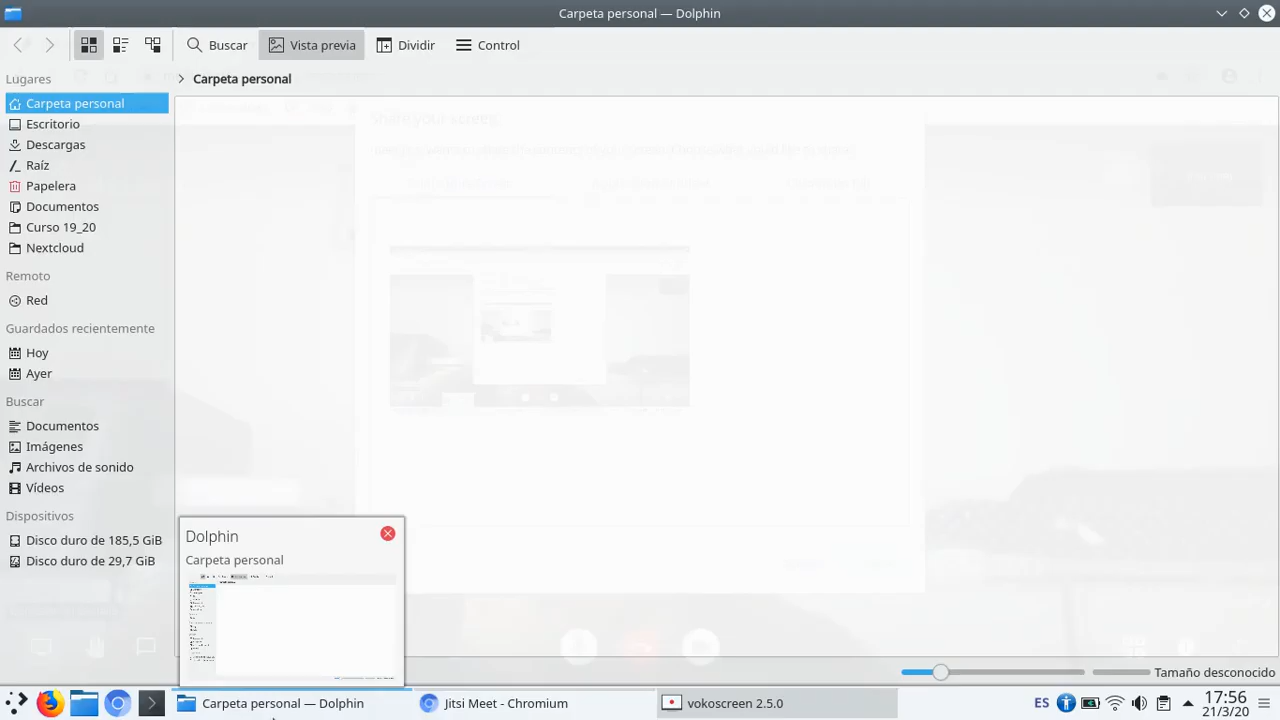 Carpeta personal — Dolphin
Buscar
Vista previa
Dividir
Control
Lugares
Carpeta personal
Carpeta personal
Escritorio
Descargas
Raíz
Papelera
Documentos
Curso 19_20
Nextcloud
Remoto
Red
Guardados recientemente
Hoy
Ayer
Buscar
Documentos
Imágenes
Archivos de sonido
Vídeos
Dispositivos
Disco duro de 185,5 GiB
Disco duro de 29,7 GiB
Share your screen
Dolphin
Carpeta personal
Tamaño desconocido
Carpeta personal — Dolphin
Jitsi Meet - Chromium
vokoscreen 2.5.0
ES
17:56
21/3/20